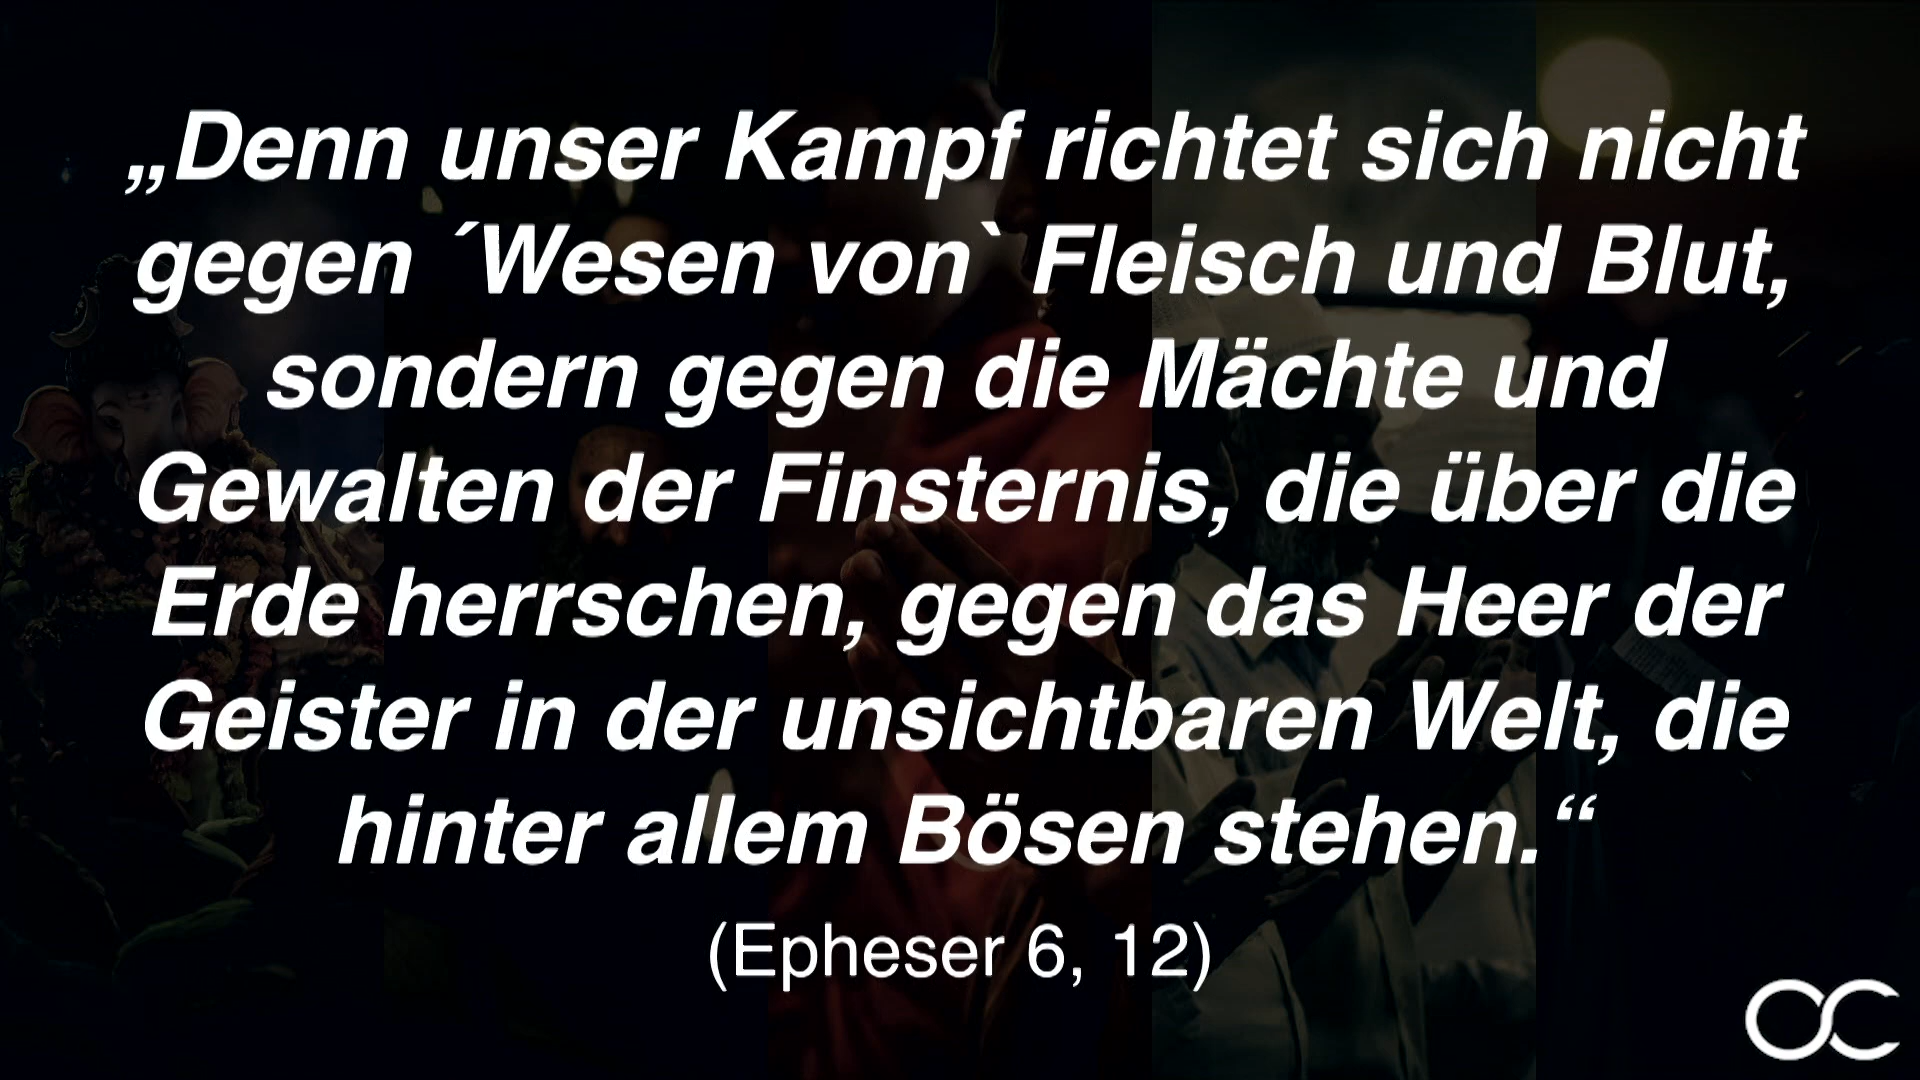 „Denn unser Kampf richtet sich nicht
gegen ´Wesen von` Fleisch und Blut,
sondern gegen die Mächte und
Gewalten der Finsternis, die über die
Erde herrschen, gegen das Heer der
Geister in der unsichtbaren Welt, die
hinter allem Bösen stehen.“
(Epheser 6, 12)
OC